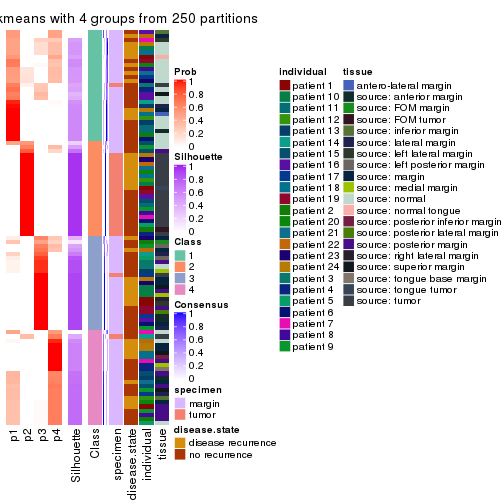 kmeans with 4 groups from 250 partitions
Prob
1
0.8
0.6
0.4
0.2
0
Silhouette
1
0.8
0.6
0.4
0.2
0
Class
1
2
3
4
Consensus
1
0.8
0.6
0.4
0.2
0
specimen
margin
tumor
disease.state
disease recurrence
no recurrence
individual
patient 1
patient 10
patient 11
patient 12
patient 13
patient 14
patient 15
patient 16
patient 17
patient 18
patient 19
patient 2
patient 20
patient 21
patient 22
patient 23
patient 24
patient 3
patient 4
patient 5
patient 6
patient 7
patient 8
patient 9
tissue
antero-lateral margin
source: anterior margin
source: FOM margin
source: FOM tumor
source: inferior margin
source: lateral margin
source: left lateral margin
source: left posterior margin
source: margin
source: medial margin
source: normal
source: normal tongue
source: posterior inferior margin
source: posterior lateral margin
source: posterior margin
source: right lateral margin
source: superior margin
source: tongue base margin
source: tongue tumor
source: tumor
p1
p2
p3
p4
Silhouette
Class
specimen
disease.state
individual
tissue